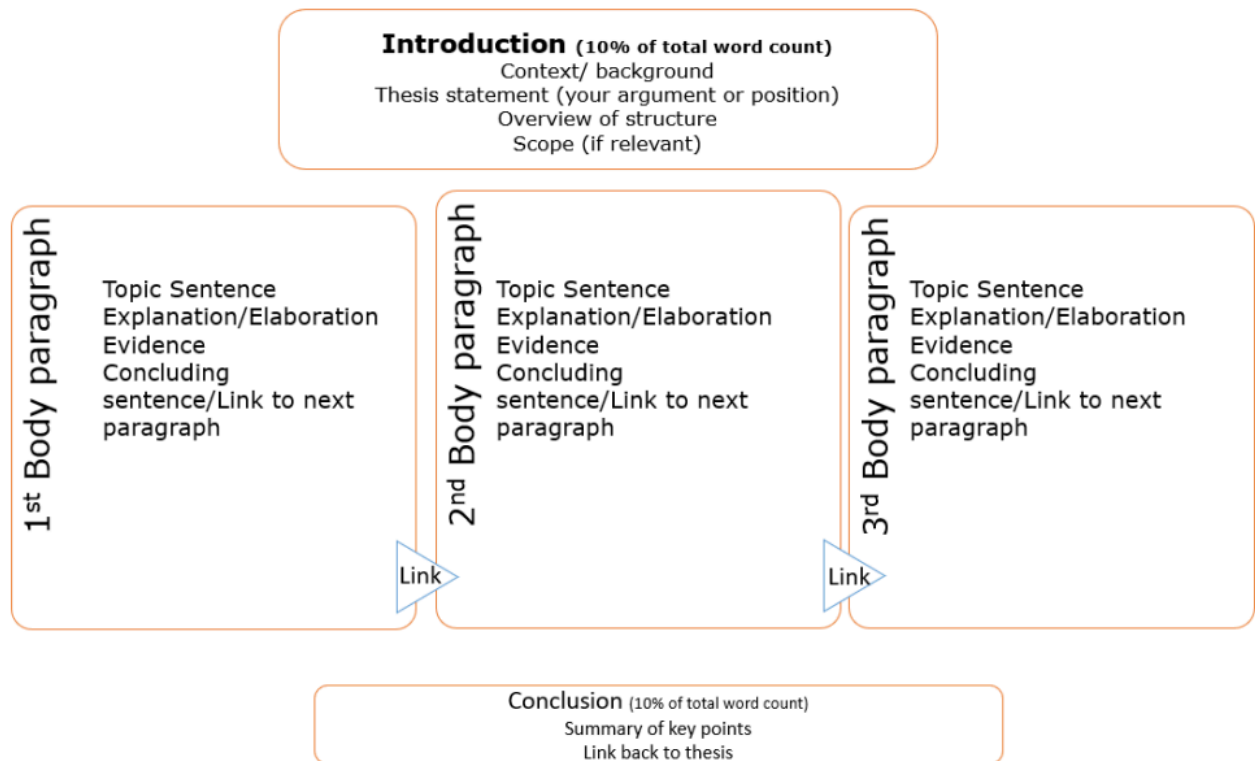 Introduction (10% of total word count)
Context/ background
Thesis statement (your argument or position)
Overview of structure
Scope (if relevant)
1st Body paragraph
Topic Sentence
Explanation/Elaboration
Evidence
Concluding
sentence/Link to next
paragraph
Link
2nd Body paragraph
Topic Sentence
Explanation/Elaboration
Evidence
Concluding
sentence/Link to next
paragraph
Link
3rd Body paragraph
Topic Sentence
Explanation/Elaboration
Evidence
Concluding
sentence/Link to next
paragraph
Conclusion (10% of total word count)
Summary of key points
Link back to thesis